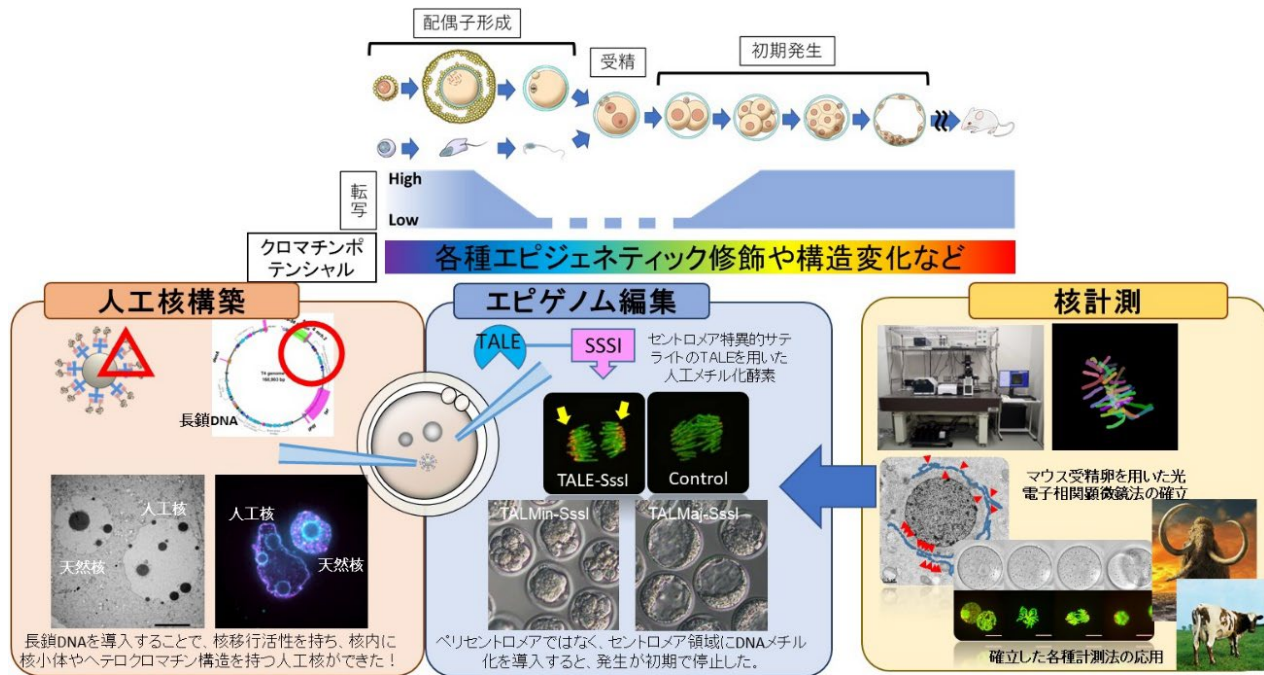 配偶子形成
受精
初期発生
転写
High
Low
クロマチンポ
テンシャル
各種エピジェネティック修飾や構造変化など
人工核構築
長鎖DNA
人工核
天然核
人工核
天然核
長鎖DNAを導入することで、核移行活性を持ち、核内に
核小体やヘテロクロマチン構造を持つ人工核ができた！
エピゲノム編集
TALE
SSSI
セントロメア特異的サテ
ライトのTALEを用いた
人工メチル化酵素
TALE-SssI
Control
TALMin-SssI
TALMaj-SssI
ペリセントロメアではなく、セントロメア領域にDNAメチル
化を導入すると、発生が初期で停止した。
核計測
マウス受精卵を用いた光
電子相関顕微鏡法の確立
確立した各種計測法の応用